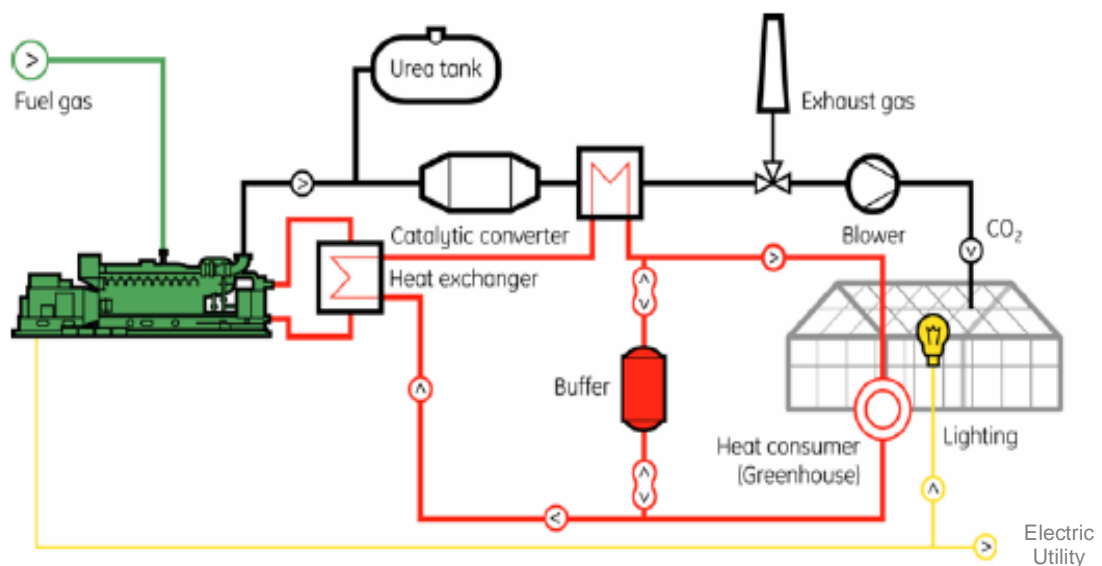 Fuel gas
Urea tank
Exhaust gas
Catalytic converter
Heat exchanger
Blower
CO₂
Buffer
Heat consumer
(Greenhouse)
Lighting
Electric
Utility